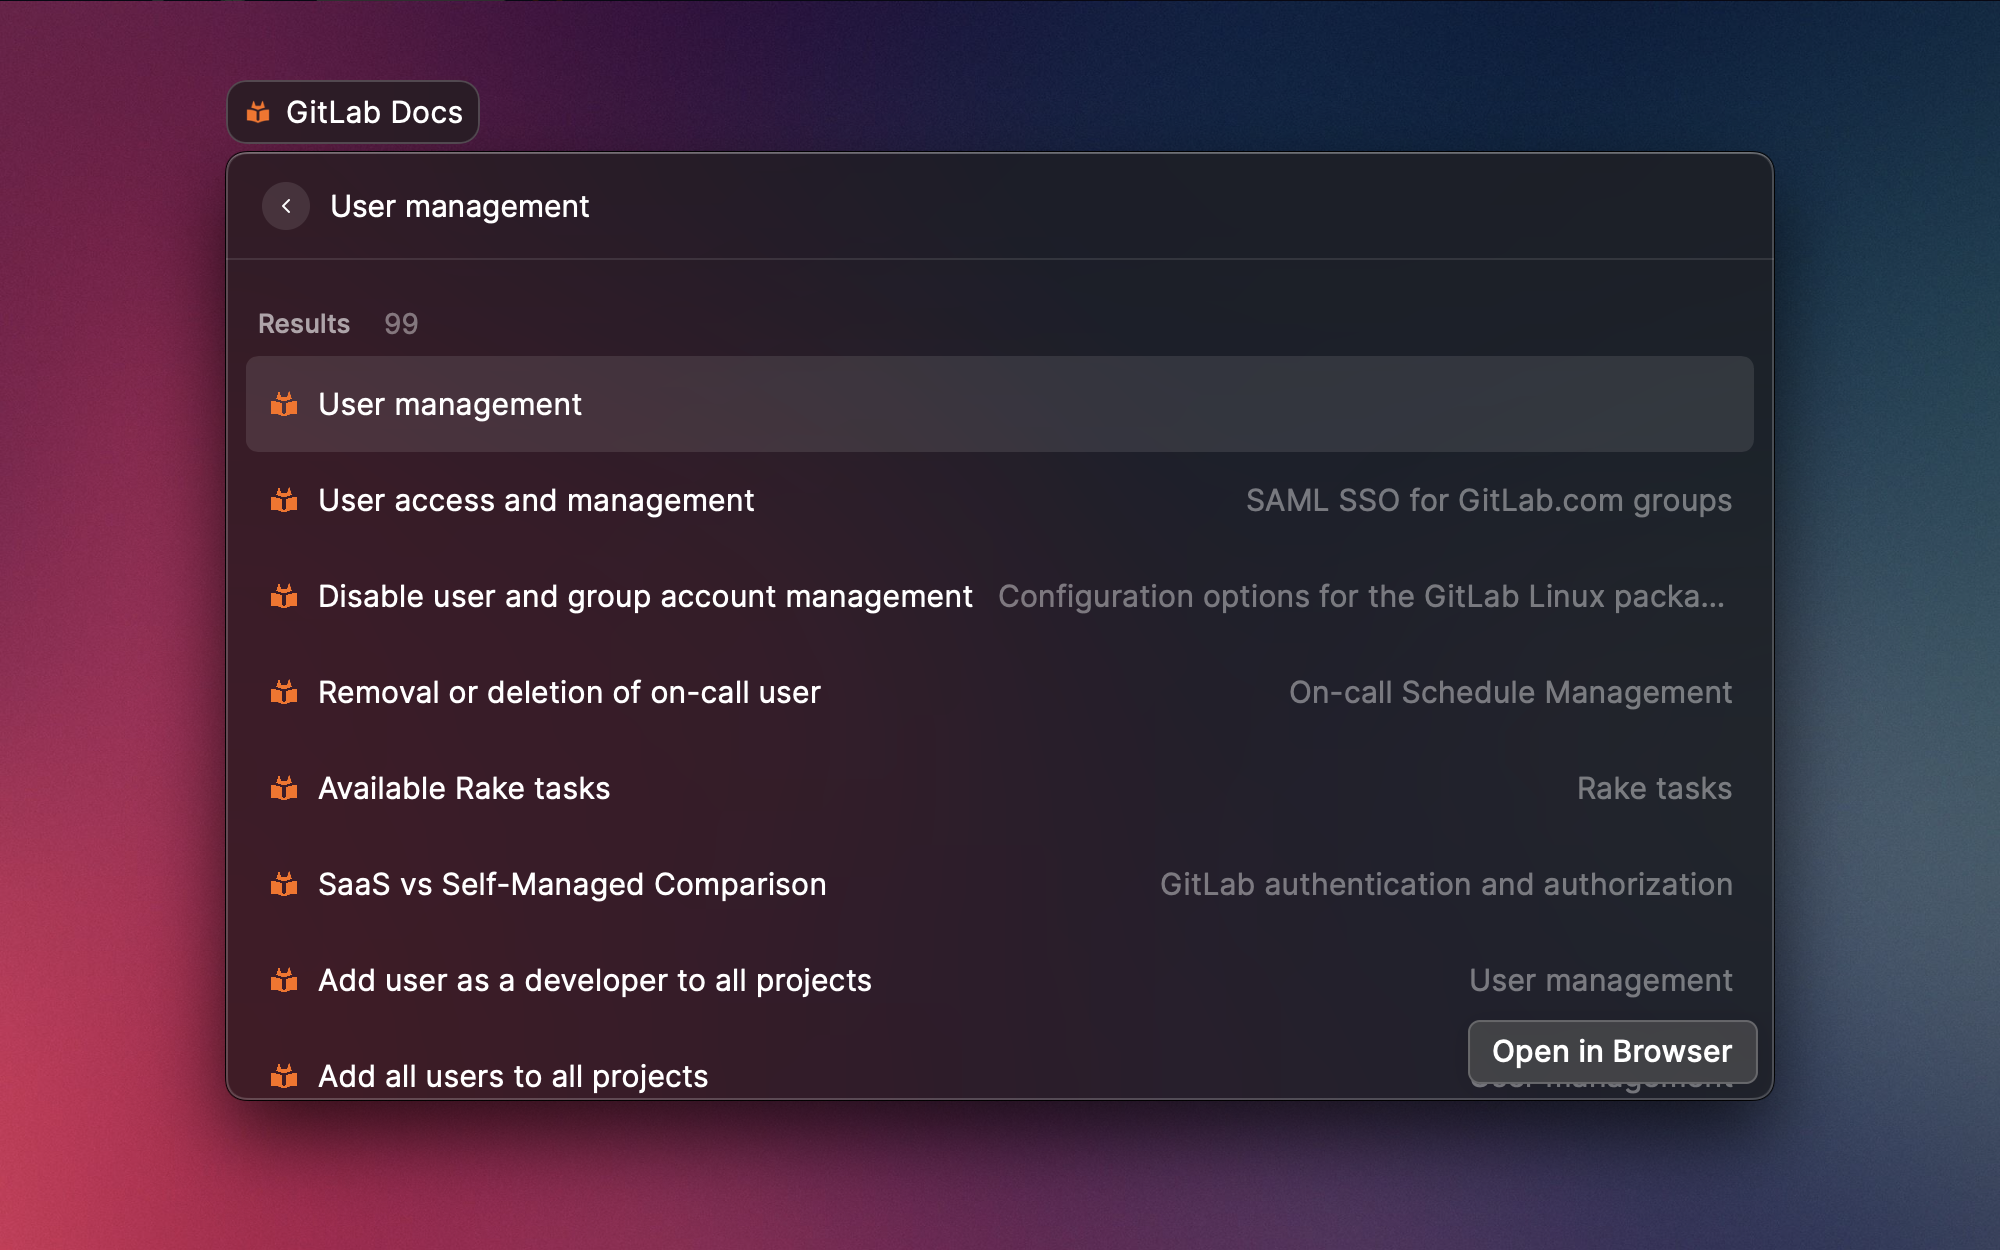 GitLab Docs
User management
Results 99
User management
User access and management SAML SSO for GitLab.com groups
Disable user and group account management Configuration options for the GitLab Linux packa...
Removal or deletion of on-call user On-call Schedule Management
Available Rake tasks Rake tasks
SaaS vs Self-Managed Comparison GitLab authentication and authorization
Add user as a developer to all projects User management
Open in Browser
Add all users to all projects